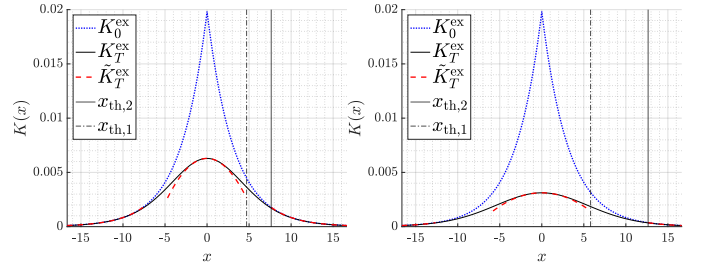 0.02
0.015
0.01
0.005
0
K(x)
-15 -10 -5 0 5 10 15
x
K_0^ex
K_T^ex
K̃_T^ex
x_th,2
x_th,1
0.02
0.015
0.01
0.005
0
K(x)
-15 -10 -5 0 5 10 15
x
K_0^ex
K_T^ex
K̃_T^ex
x_th,2
x_th,1